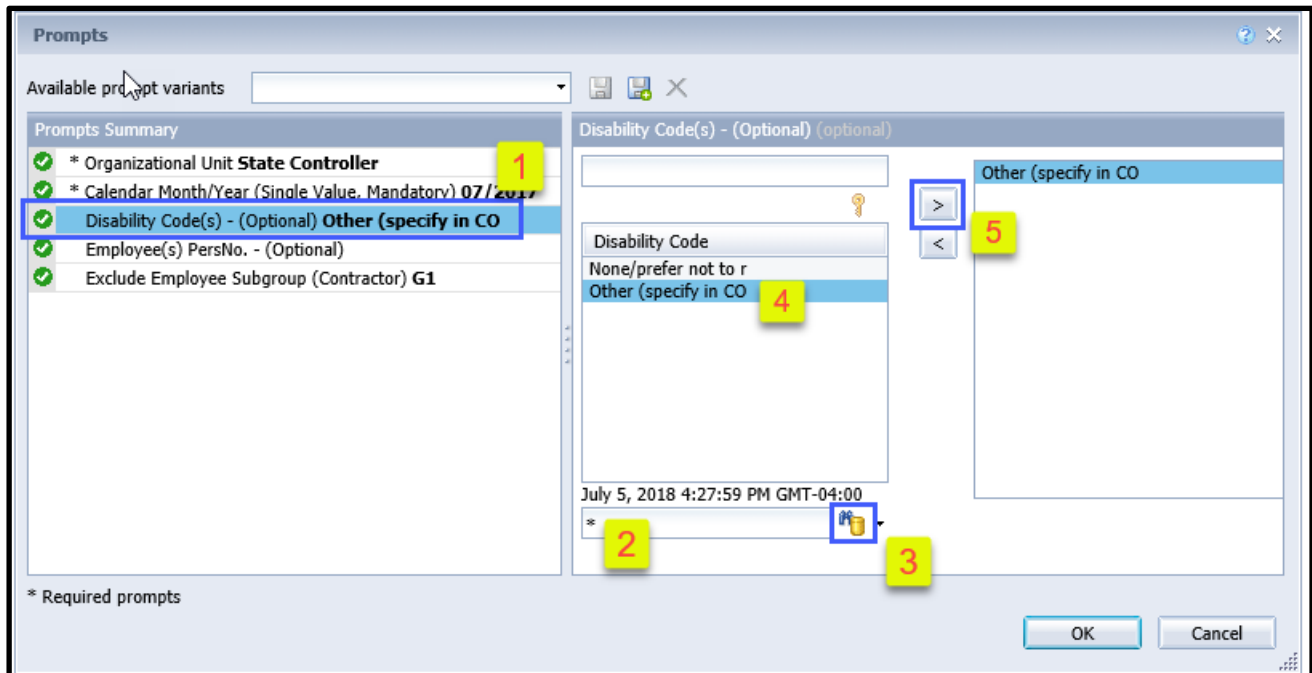 Prompts
Available prompt variants
Prompts Summary
* Organizational Unit State Controller
1
* Calendar Month/Year (Single Value, Mandatory) 07/2017
Disability Code(s) - (Optional) Other (specify in CO
Employee(s) PersNo. - (Optional)
Exclude Employee Subgroup (Contractor) G1
Disability Code(s) - (Optional) (optional)
Disability Code
None/prefer not to r
Other (specify in CO
4
July 5, 2018 4:27:59 PM GMT-04:00
*
2
3
>
<
5
Other (specify in CO
* Required prompts
OK
Cancel